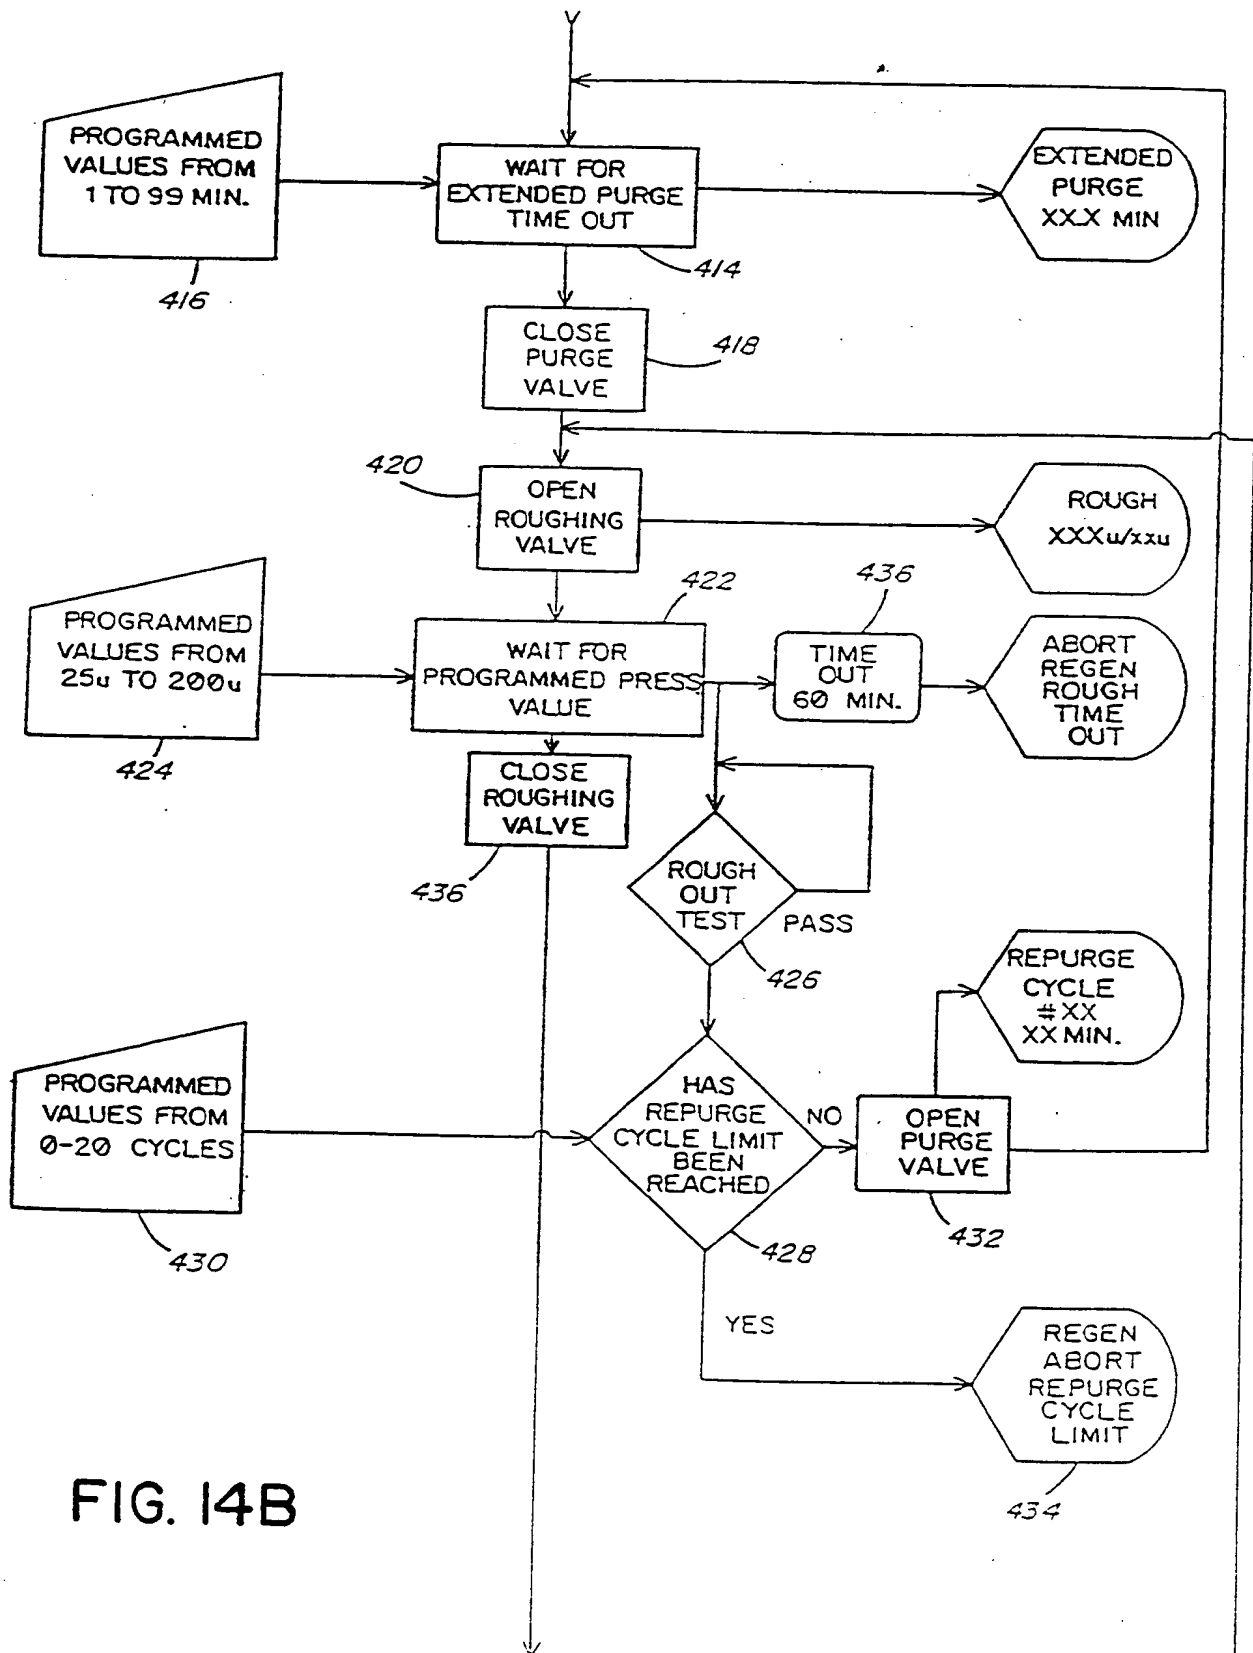 PROGRAMMED
VALUES FROM
1 TO 99 MIN.
416
WAIT FOR
EXTENDED PURGE
TIME OUT
414
EXTENDED
PURGE
XX.X MIN
CLOSE
PURGE
VALVE
418
420
OPEN
ROUGHING
VALVE
ROUGH
XXXu/xxu
PROGRAMMED
VALUES FROM
25u TO 200u
424
422
WAIT FOR
PROGRAMMED PRESS
VALUE
436
TIME
OUT
60 MIN.
ABORT
REGEN
ROUGH
TIME
OUT
CLOSE
ROUGHING
VALVE
436
ROUGH
OUT
TEST
PASS
426
REPURGE
CYCLE
#XX
XX MIN.
PROGRAMMED
VALUES FROM
0-20 CYCLES
430
HAS
REPURGE
CYCLE LIMIT
BEEN
REACHED
428
NO
OPEN
PURGE
VALVE
432
YES
REGEN
ABORT
REPURGE
CYCLE
LIMIT
434
FIG. 14B